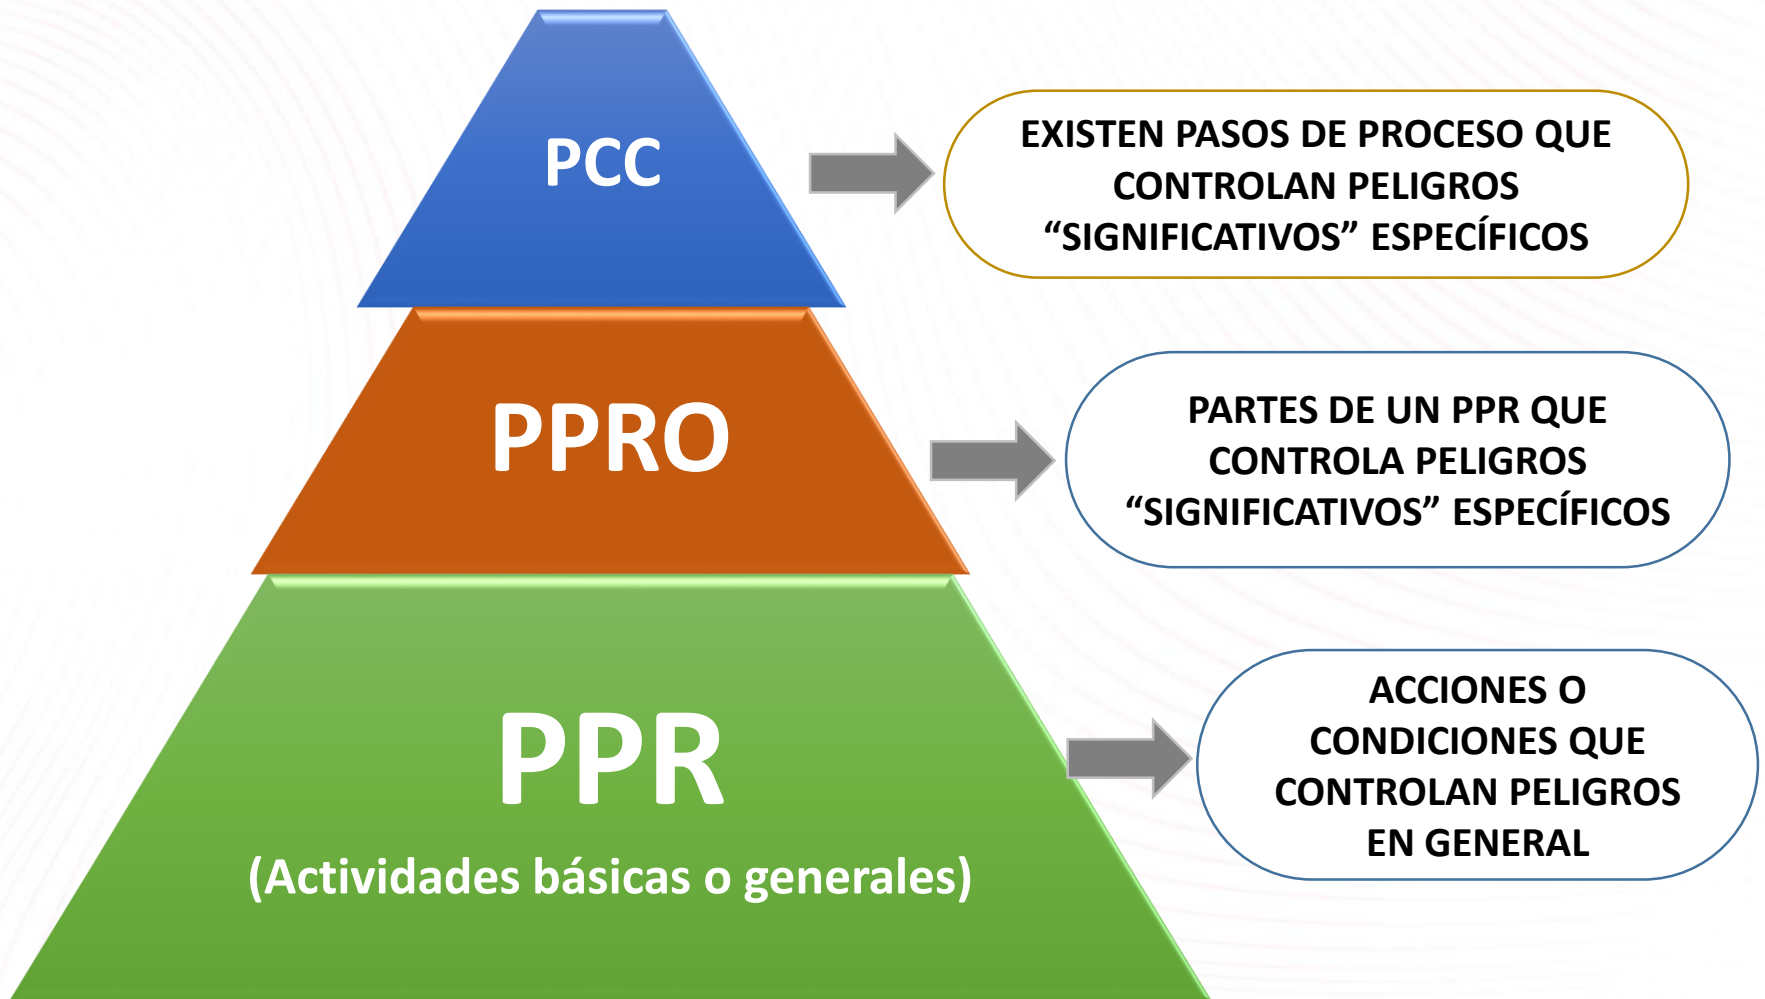 PCC
EXISTEN PASOS DE PROCESO QUE
CONTROLAN PELIGROS
“SIGNIFICATIVOS” ESPECÍFICOS
PPRO
PARTES DE UN PPR QUE
CONTROLA PELIGROS
“SIGNIFICATIVOS” ESPECÍFICOS
PPR
(Actividades básicas o generales)
ACCIONES O
CONDICIONES QUE
CONTROLAN PELIGROS
EN GENERAL